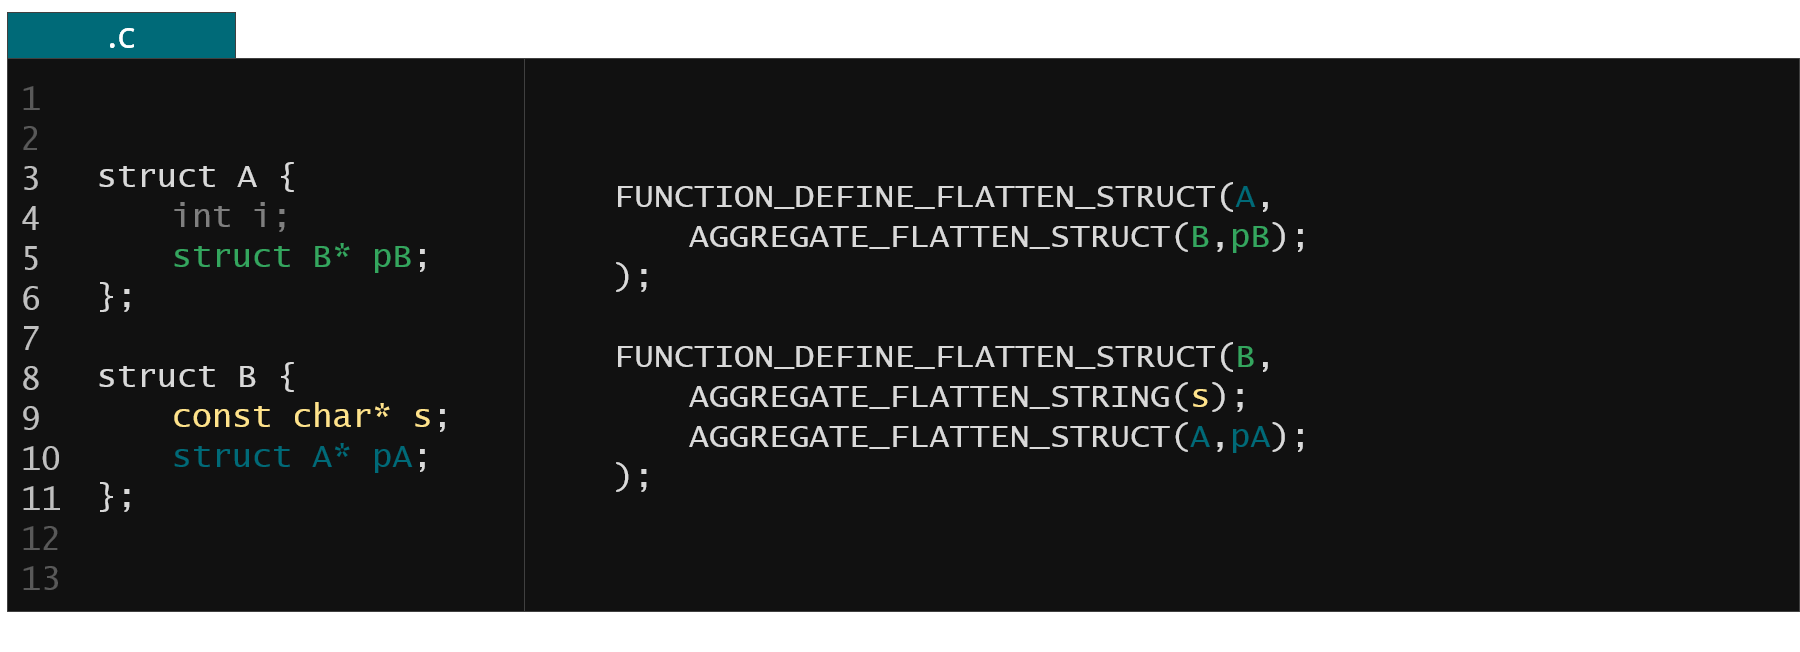 .c
1
2
3 struct A {
4 int i;
5 struct B* pB;
6 };
7
8 struct B {
9 const char* s;
10 struct A* pA;
11 };
12
13
FUNCTION_DEFINE_FLATTEN_STRUCT(A,
AGGREGATE_FLATTEN_STRUCT(B,pB);
);
FUNCTION_DEFINE_FLATTEN_STRUCT(B,
AGGREGATE_FLATTEN_STRING(s);
AGGREGATE_FLATTEN_STRUCT(A,pA);
);